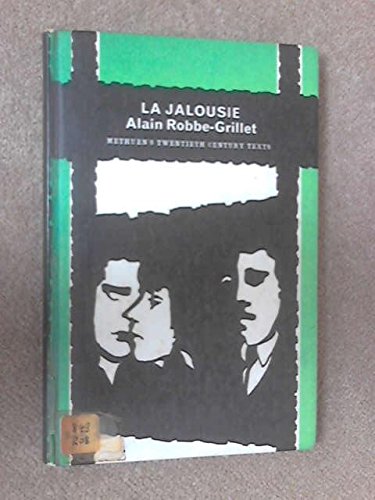 LA JALOUSIE
Alain Robbe-Grillet
METHUEN'S TWENTIETH CENTURY TEXTS